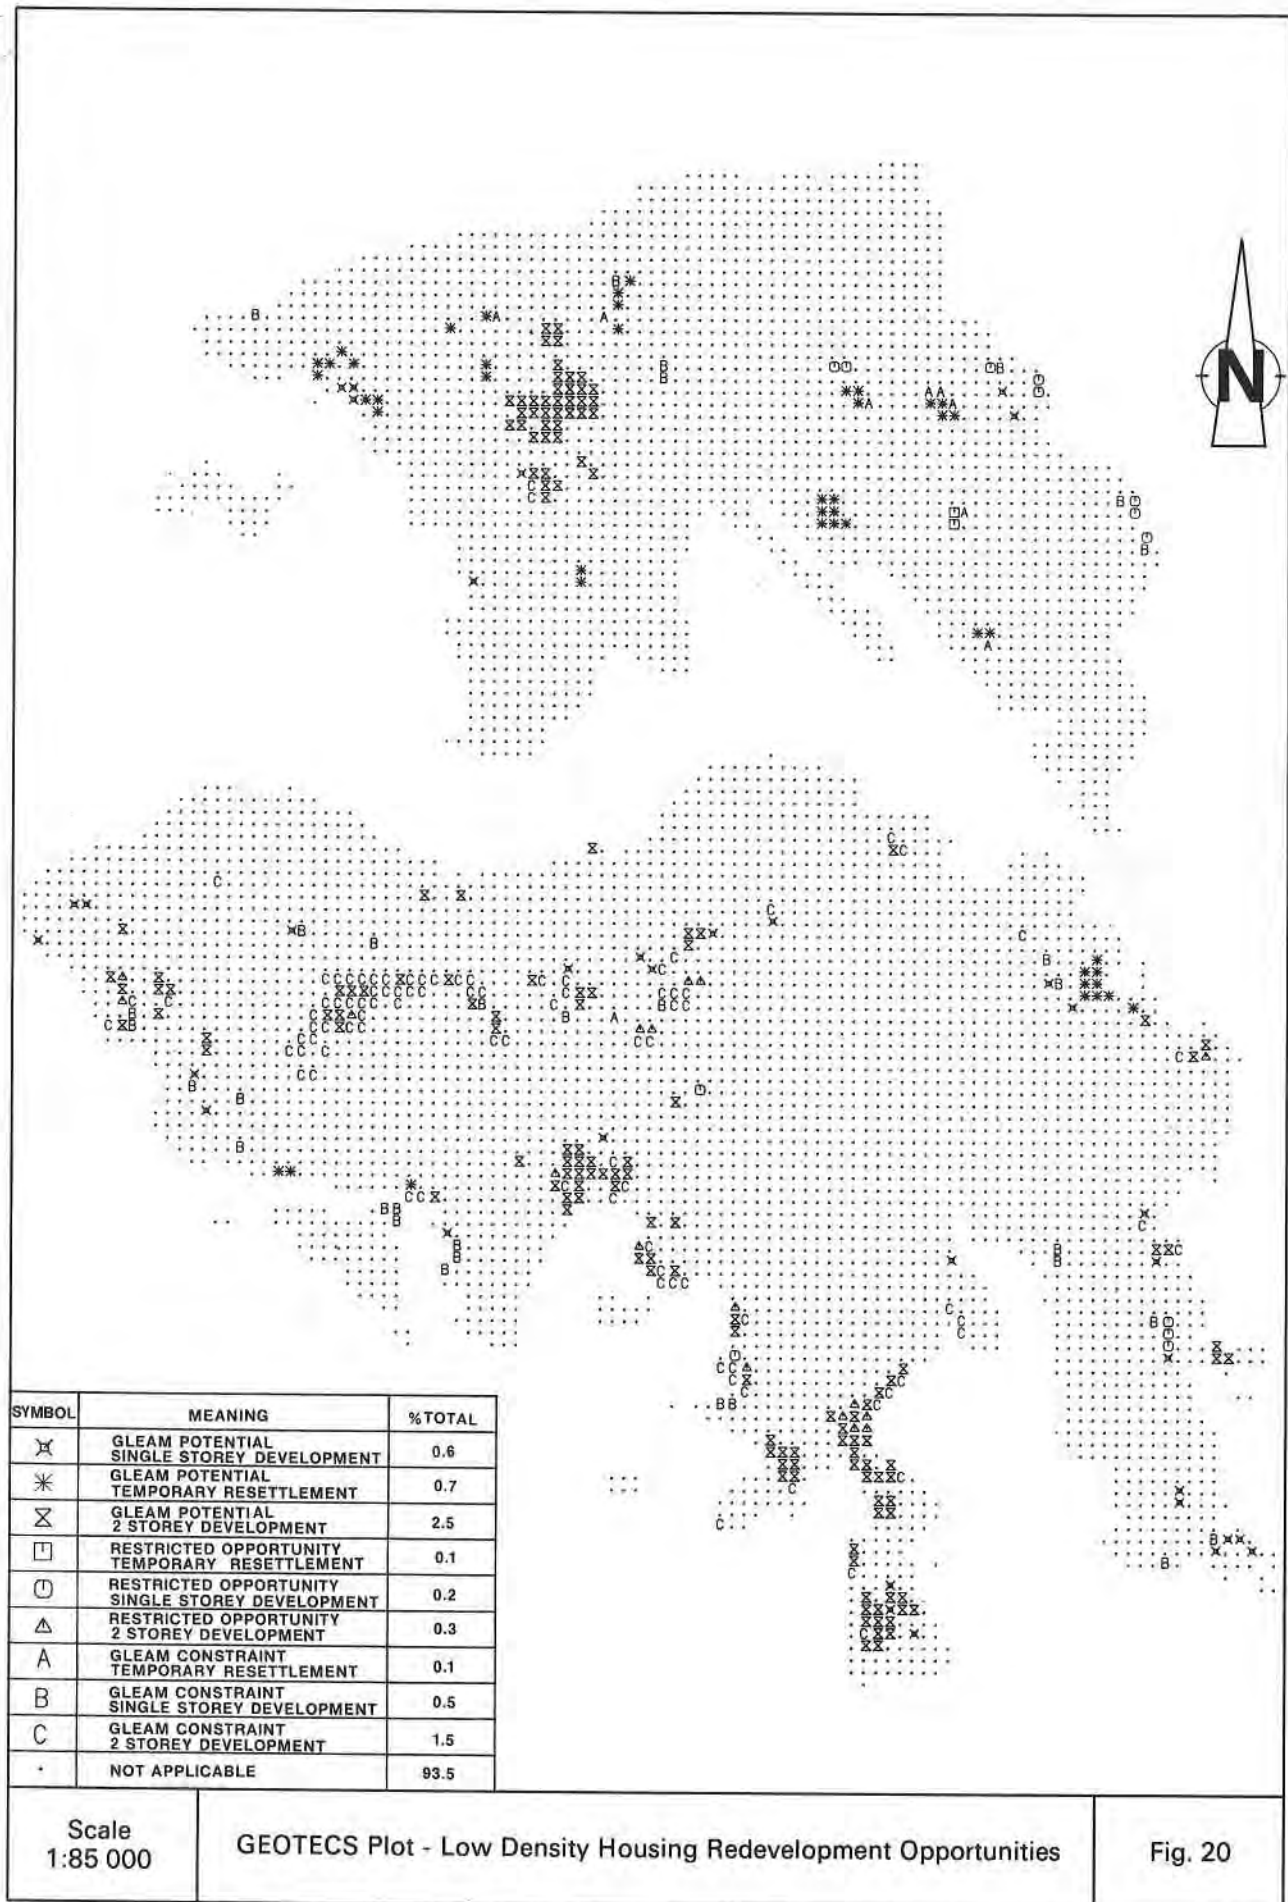 N
SYMBOL MEANING %TOTAL
GLEAM POTENTIAL
SINGLE STOREY DEVELOPMENT 0.6
GLEAM POTENTIAL
TEMPORARY RESETTLEMENT 0.7
GLEAM POTENTIAL
2 STOREY DEVELOPMENT 2.5
RESTRICTED OPPORTUNITY
TEMPORARY RESETTLEMENT 0.1
RESTRICTED OPPORTUNITY
SINGLE STOREY DEVELOPMENT 0.2
RESTRICTED OPPORTUNITY
2 STOREY DEVELOPMENT 0.3
A GLEAM CONSTRAINT
TEMPORARY RESETTLEMENT 0.1
B GLEAM CONSTRAINT
SINGLE STOREY DEVELOPMENT 0.5
C GLEAM CONSTRAINT
2 STOREY DEVELOPMENT 1.5
. NOT APPLICABLE 93.5
Scale
1:85 000
GEOTECS Plot - Low Density Housing Redevelopment Opportunities
Fig. 20